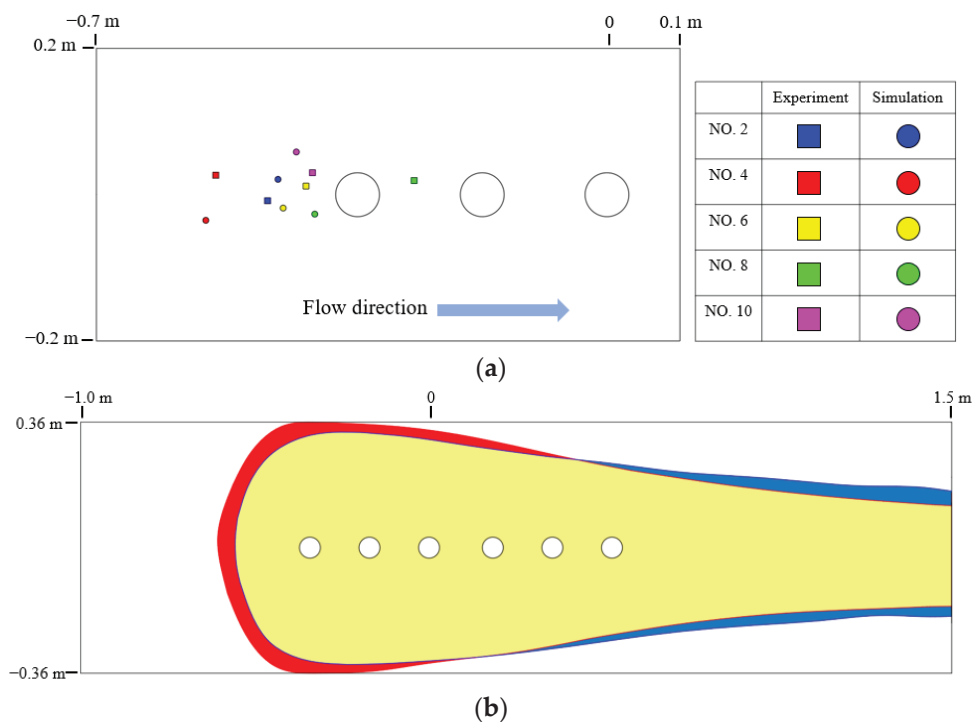 −0.7 m
0
0.1 m
0.2 m
−0.2 m
Flow direction
Experiment Simulation
NO. 2
NO. 4
NO. 6
NO. 8
NO. 10
(a)
−1.0 m
0
1.5 m
0.36 m
−0.36 m
(b)